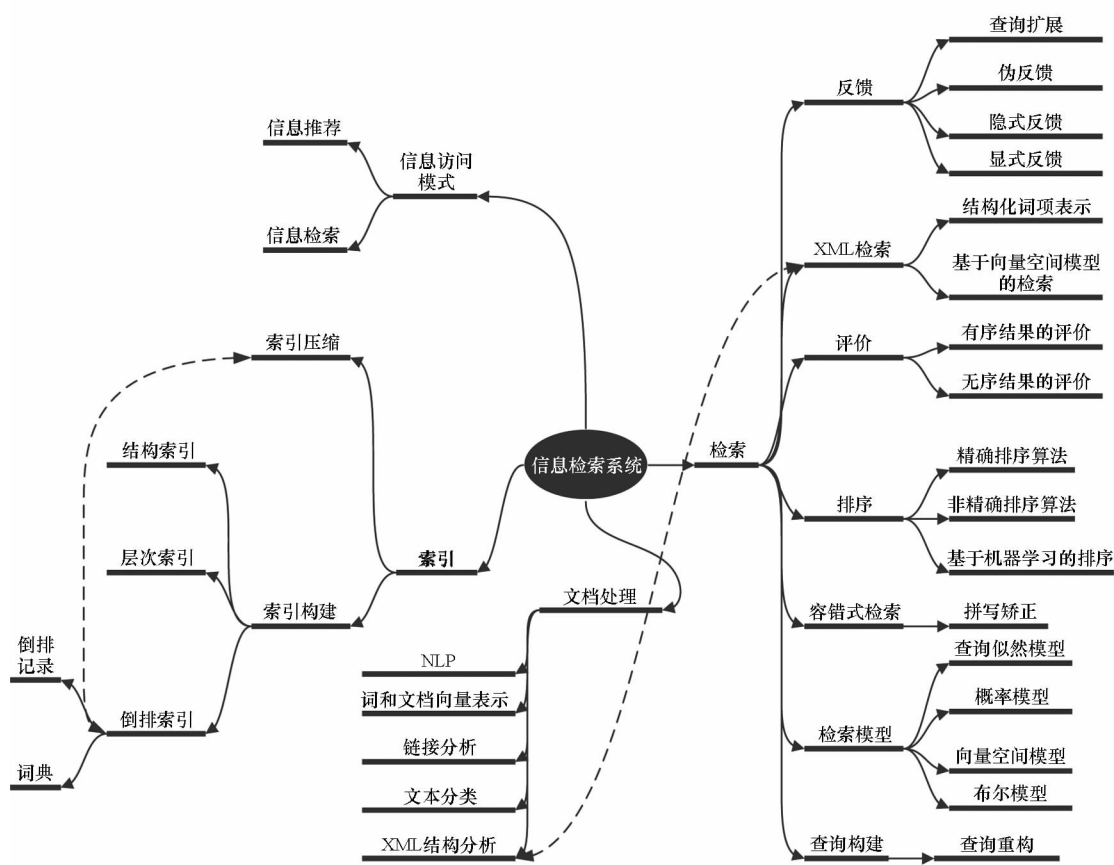 信息检索系统
信息访问
模式
信息推荐
信息检索
索引
索引压缩
索引构建
结构索引
层次索引
倒排索引
倒排
记录
词典
文档处理
NLP
词和文档向量表示
链接分析
文本分类
XML结构分析
检索
反馈
查询扩展
伪反馈
隐式反馈
显式反馈
XML检索
结构化词项表示
基于向量空间模型
的检索
评价
有序结果的评价
无序结果的评价
排序
精确排序算法
非精确排序算法
基于机器学习的排序
容错式检索
拼写矫正
检索模型
查询似然模型
概率模型
向量空间模型
布尔模型
查询构建
查询重构